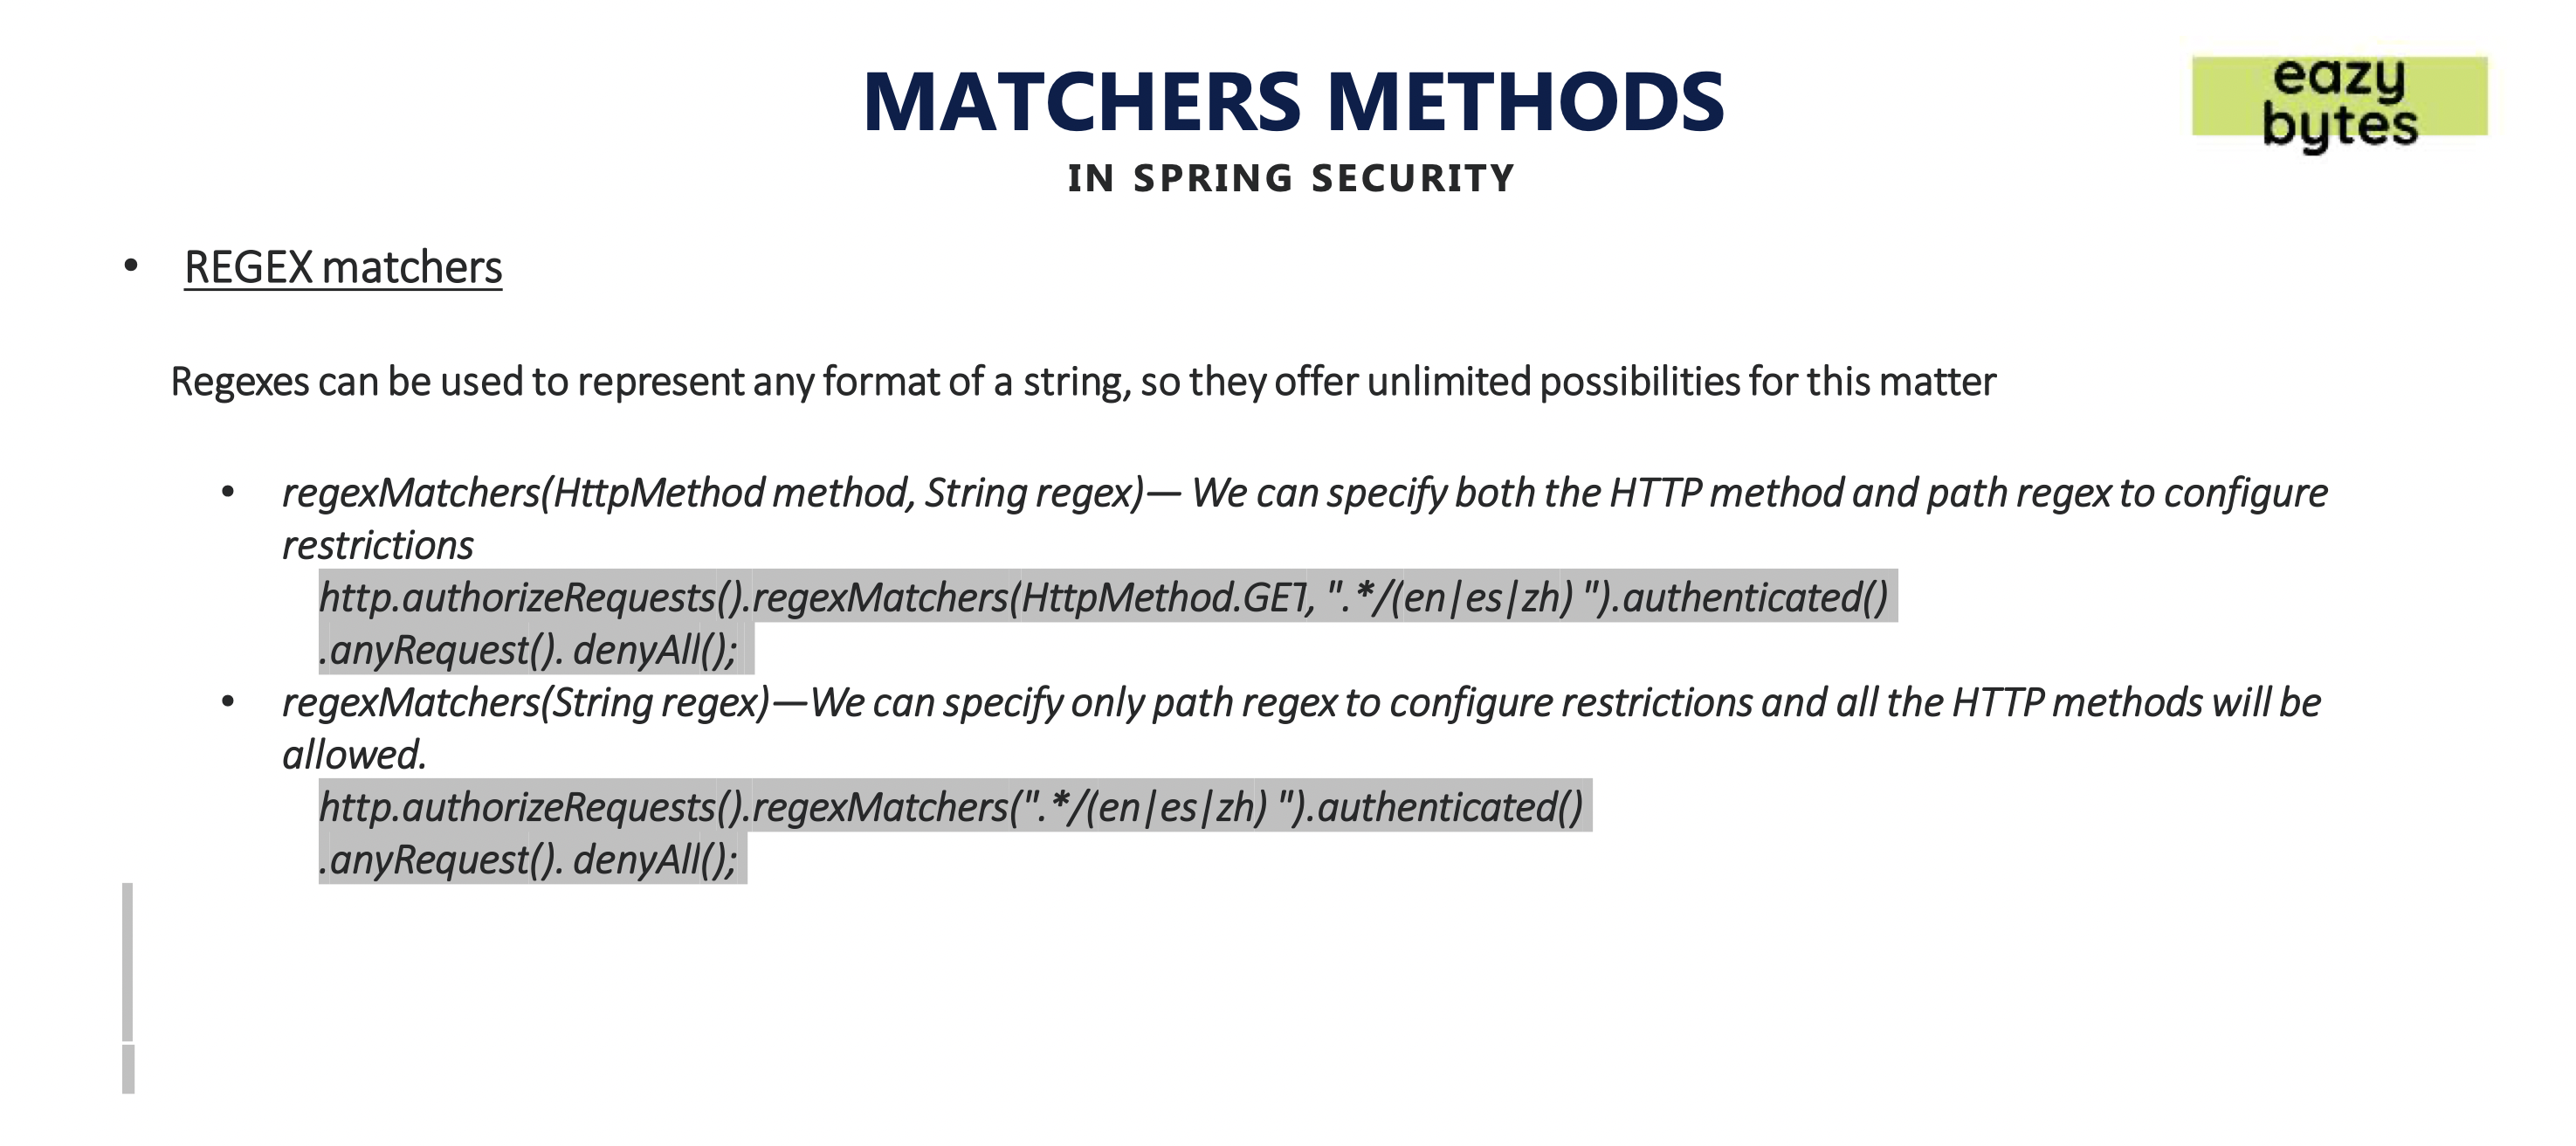 MATCHERS METHODS
eazy
bytes
IN SPRING SECURITY
• REGEX matchers
Regexes can be used to represent any format of a string, so they offer unlimited possibilities for this matter
• regexMatchers(HttpMethod method, String regex)— We can specify both the HTTP method and path regex to configure
restrictions
http.authorizeRequests().regexMatchers(HttpMethod.GET, ".*/(en|es|zh) ").authenticated()
.anyRequest(). denyAll();
• regexMatchers(String regex)—We can specify only path regex to configure restrictions and all the HTTP methods will be
allowed.
http.authorizeRequests().regexMatchers(".*/(en|es|zh) ").authenticated()
.anyRequest(). denyAll();